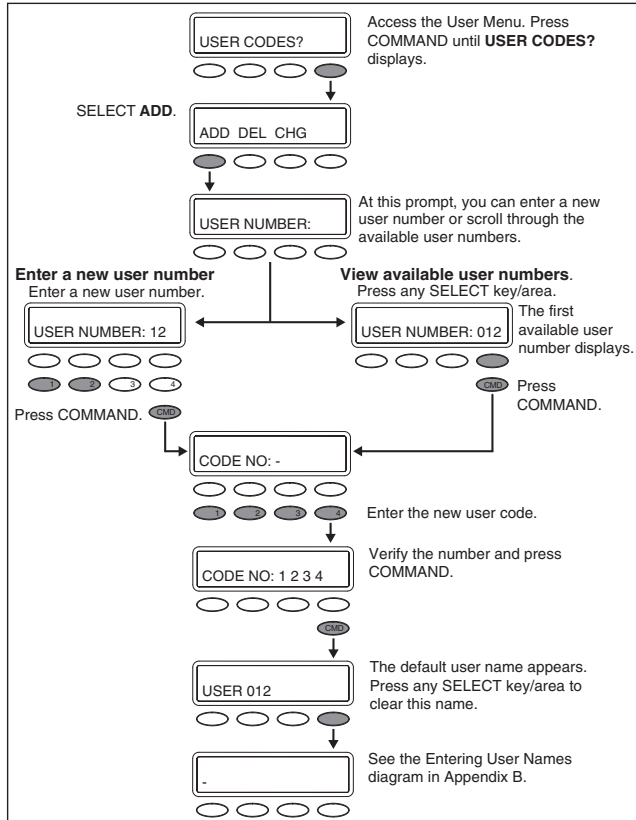 USER CODES?
Access the User Menu. Press
COMMAND until USER CODES?
displays.
SELECT ADD.
ADD DEL CHG
USER NUMBER:
At this prompt, you can enter a new
user number or scroll through the
available user numbers.
Enter a new user number
Enter a new user number.
View available user numbers.
Press any SELECT key/area.
USER NUMBER: 12
USER NUMBER: 012
The first
available user
number displays.
1 2 3 4
CMD
Press
COMMAND.
Press COMMAND.
CMD
CODE NO: -
1 2 3 4
Enter the new user code.
CODE NO: 1 2 3 4
Verify the number and press
COMMAND.
CMD
USER 012
The default user name appears.
Press any SELECT key/area to
clear this name.
-
See the Entering User Names
diagram in Appendix B.